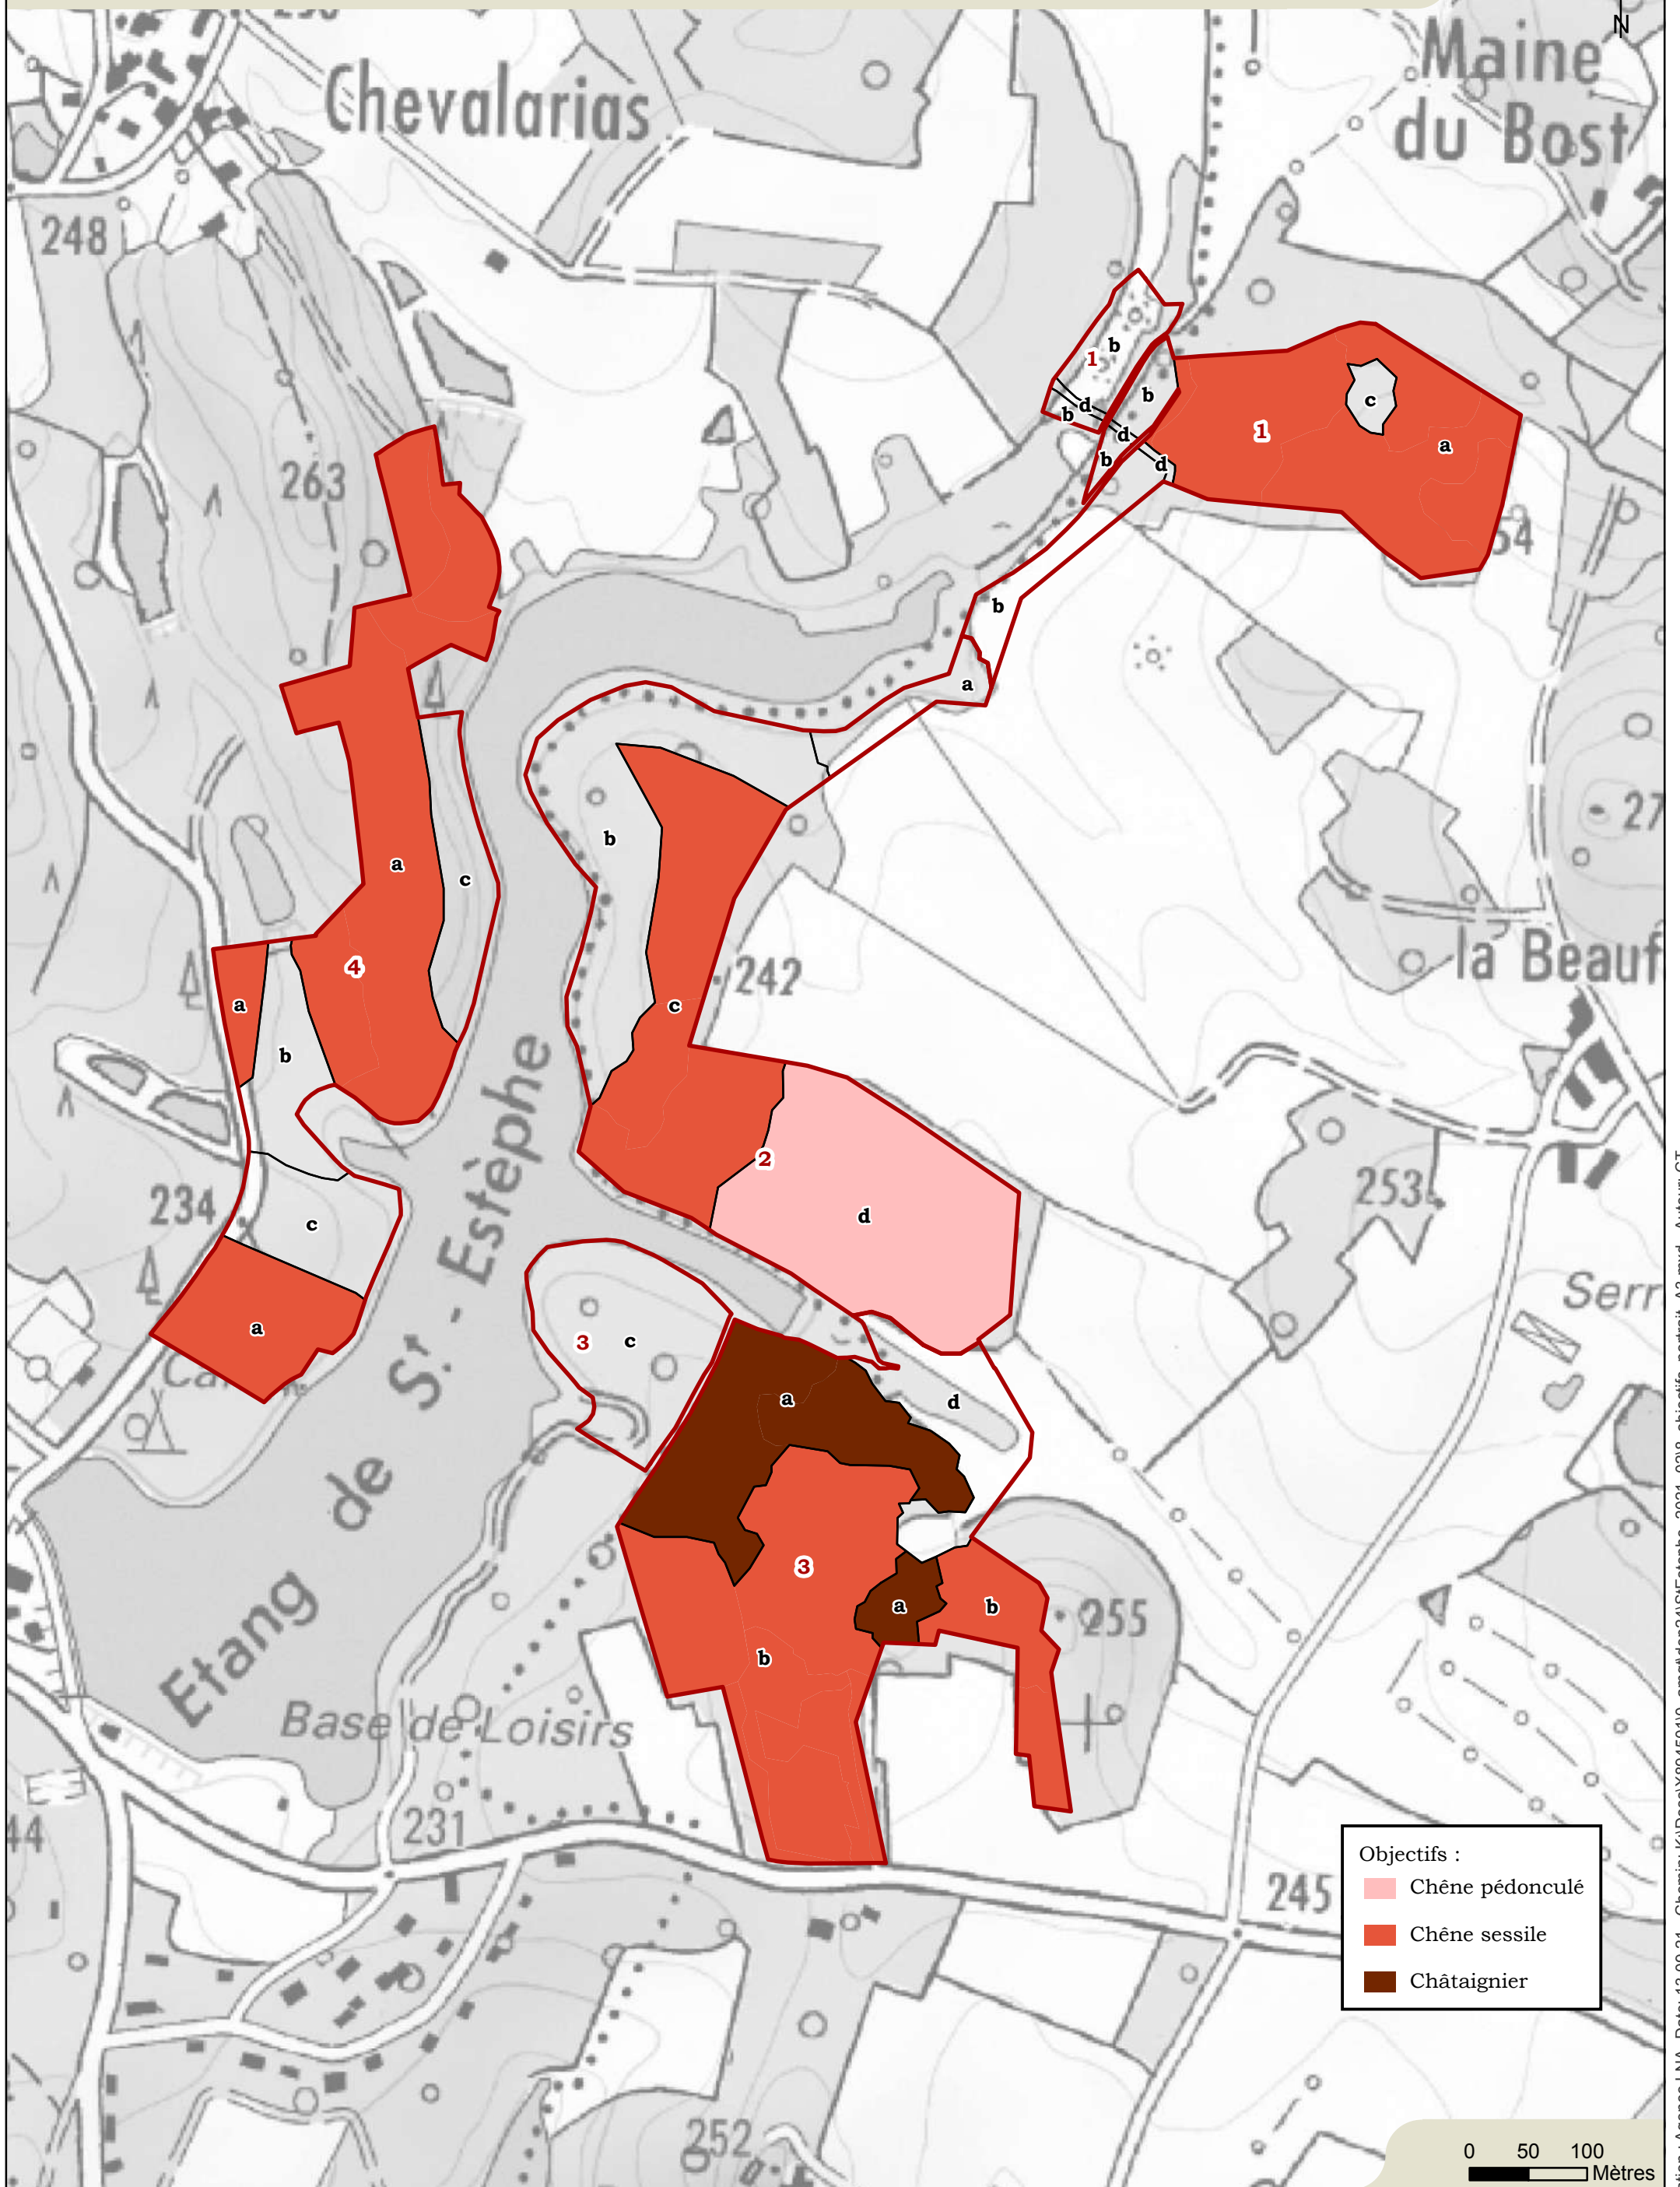 N
Maine
du Bost
Chevalarias
248
263
1
b
d
b
b
d
b
d
1
c
a
54
b
a
27
b
a
c
242
la Beauf
4
c
a
b
2
d
234
c
253
a
St - Estèphe
Serr
3
c
a
d
3
a
b
255
b
Etang de
Base de Loisirs
231
44
245
Objectifs :
Chêne pédonculé
Chêne sessile
Châtaignier
252
0 50 100
Mètres